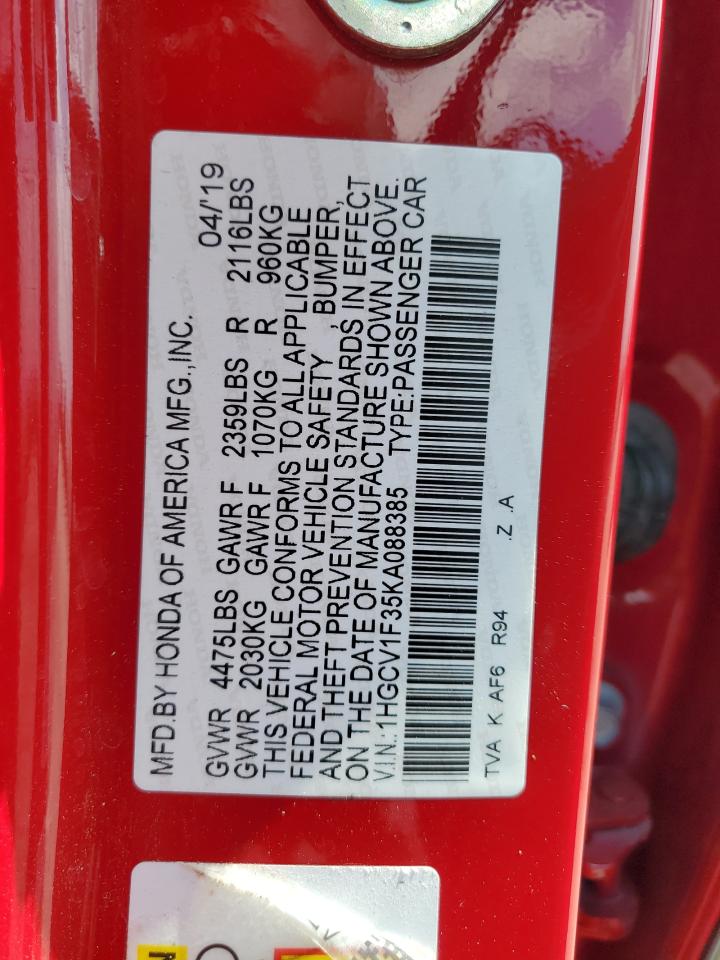 MFD.BY HONDA OF AMERICA MFG.,INC. 04/'19
GVWR 4475LBS GAWR F 2359LBS R 2116LBS
GVWR 2030KG GAWR F 1070KG R 960KG
THIS VEHICLE CONFORMS TO ALL APPLICABLE
FEDERAL MOTOR VEHICLE SAFETY , BUMPER,
AND THEFT PREVENTION STANDARDS IN EFFECT
ON THE DATE OF MANUFACTURE SHOWN ABOVE.
V.I.N.:1HGCV1F35KA088385 TYPE:PASSENGER CAR
TVA K AF6 R94 .Z .A